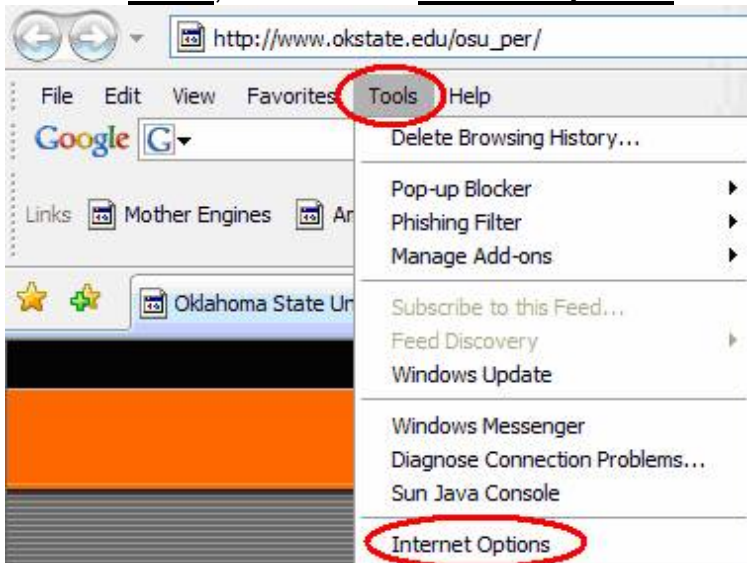 http://www.okstate.edu/osu_per/
File Edit View Favorites Tools Help
Google G
Delete Browsing History...
Pop-up Blocker
Phishing Filter
Manage Add-ons
Links Mother Engines
Oklahoma State Un
Subscribe to this Feed...
Feed Discovery
Windows Update
Windows Messenger
Diagnose Connection Problems...
Sun Java Console
Internet Options